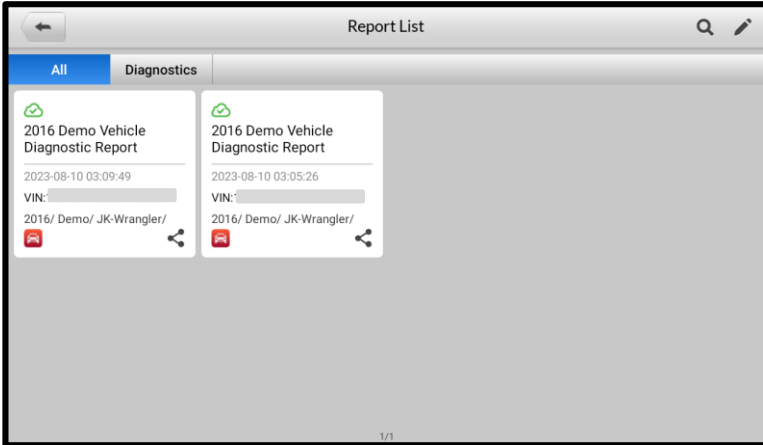 Report List
All
Diagnostics
2016 Demo Vehicle
Diagnostic Report
2023-08-10 03:09:49
VIN:
2016/ Demo/ JK-Wrangler/
2016 Demo Vehicle
Diagnostic Report
2023-08-10 03:05:26
VIN:
2016/ Demo/ JK-Wrangler/
1/1